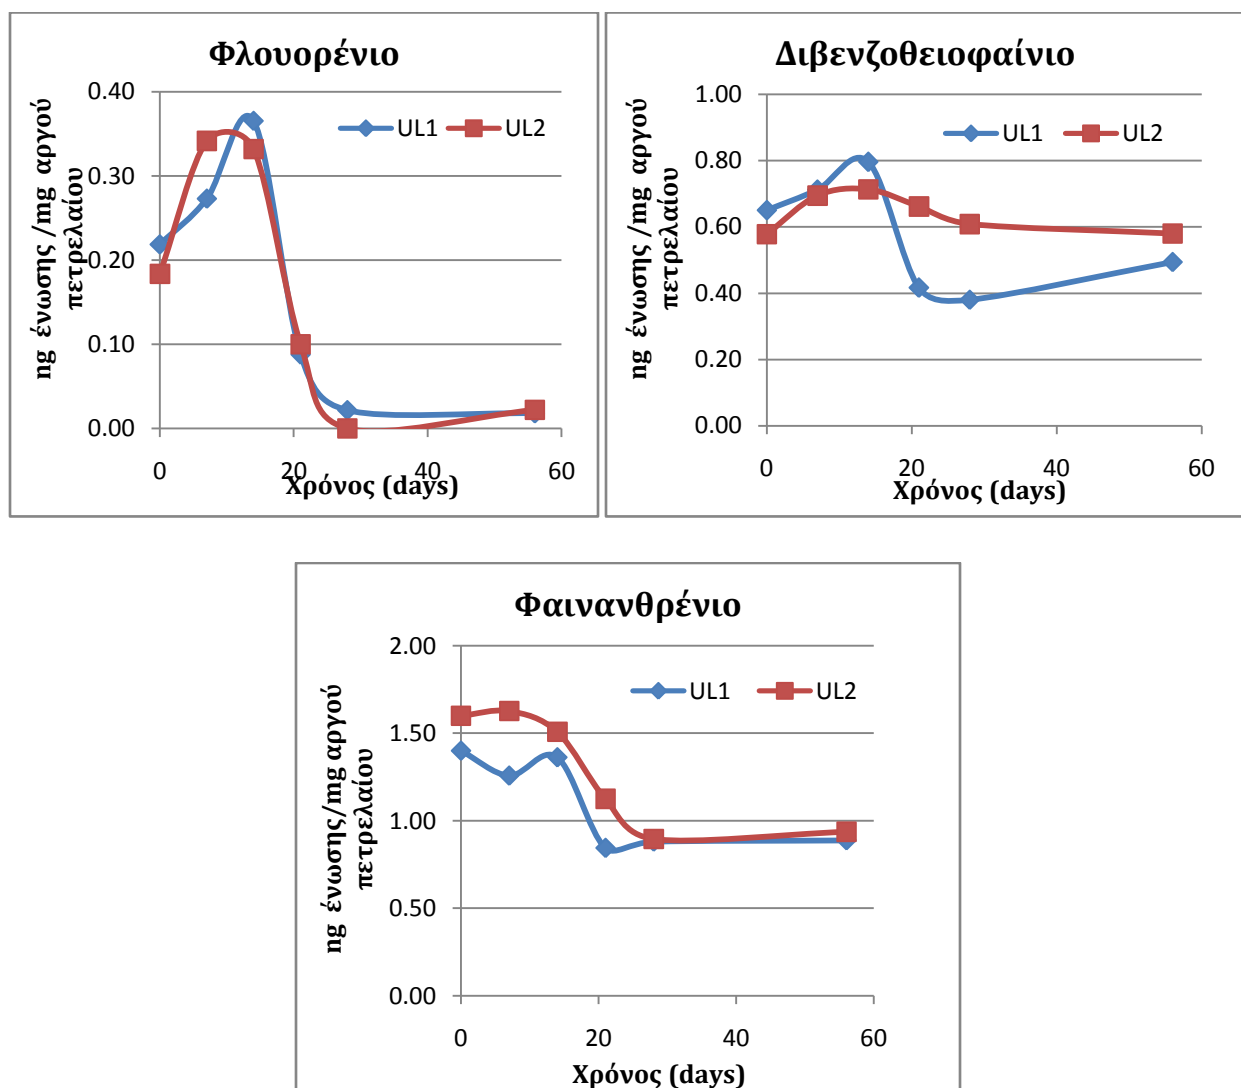 Φλουορένιο
UL1 UL2
ng ένωσης /mg αργού
πετρελαίου
0.40
0.30
0.20
0.10
0.00
0 20 40 60
Χρόνος (days)
Διβενζοθειοφαίνιο
UL1 UL2
ng ένωσης /mg αργού
πετρελαίου
1.00
0.80
0.60
0.40
0.20
0.00
0 20 40 60
Χρόνος (days)
Φαινανθρένιο
UL1 UL2
ng ένωσης/mg αργού
πετρελαίου
2.00
1.50
1.00
0.50
0.00
0 20 40 60
Χρόνος (days)